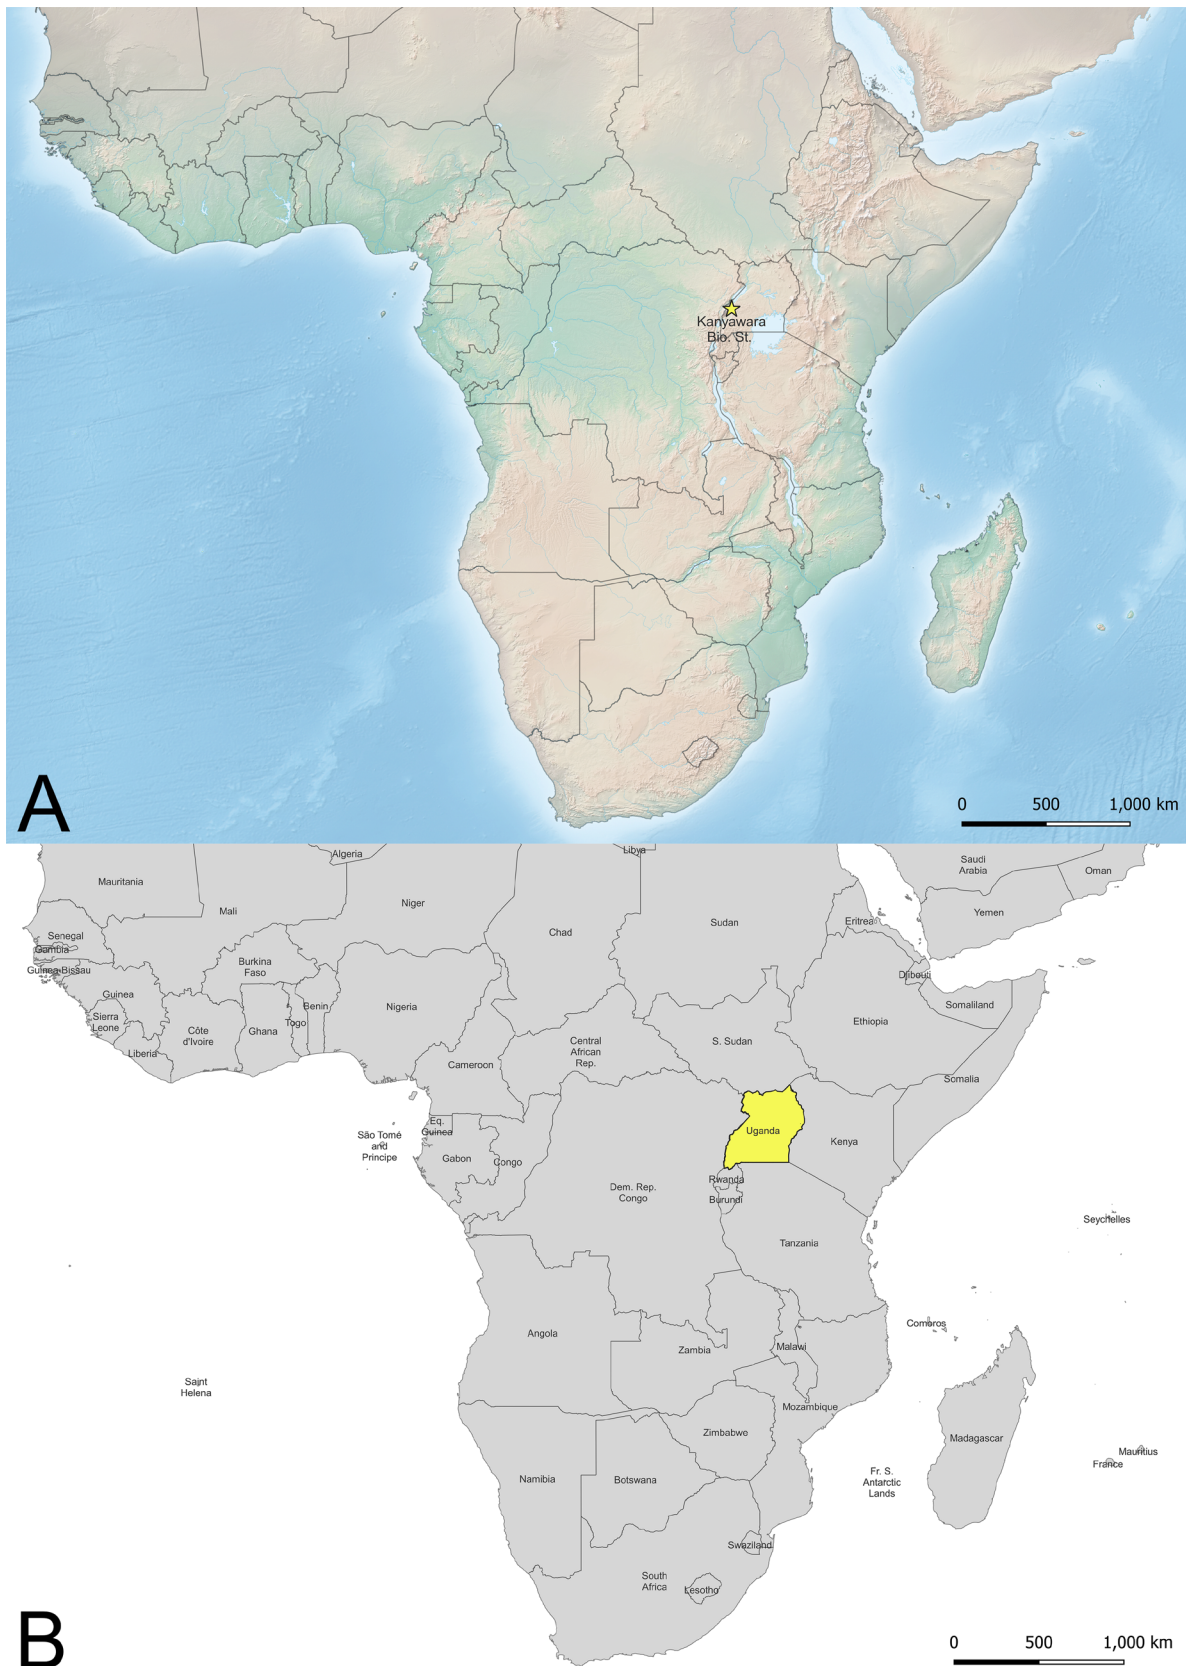 Kanyawara
Bio. St.
A
0 500 1,000 km
Algeria
Libya
Saudi
Arabia
Oman
Mauritania
Mali
Niger
Chad
Sudan
Eritrea
Yemen
Senegal
Gambia
Guinea-Bissau
Burkina
Faso
Djibouti
Guinea
Sierra
Leone
Liberia
Côte
d'Ivoire
Ghana
Togo
Benin
Nigeria
Cameroon
Central
African
Rep.
S. Sudan
Ethiopia
Somaliland
Somalia
São Tomé
and
Principe
Eq.
Guinea
Gabon
Congo
Dem. Rep.
Congo
Uganda
Kenya
Rwanda
Burundi
Tanzania
Seychelles
Comoros
Angola
Zambia
Malawi
Mozambique
Saint
Helena
Zimbabwe
Madagascar
Mauritius
France
Namibia
Botswana
Fr. S.
Antarctic
Lands
Swaziland
South
Africa
Lesotho
B
0 500 1,000 km